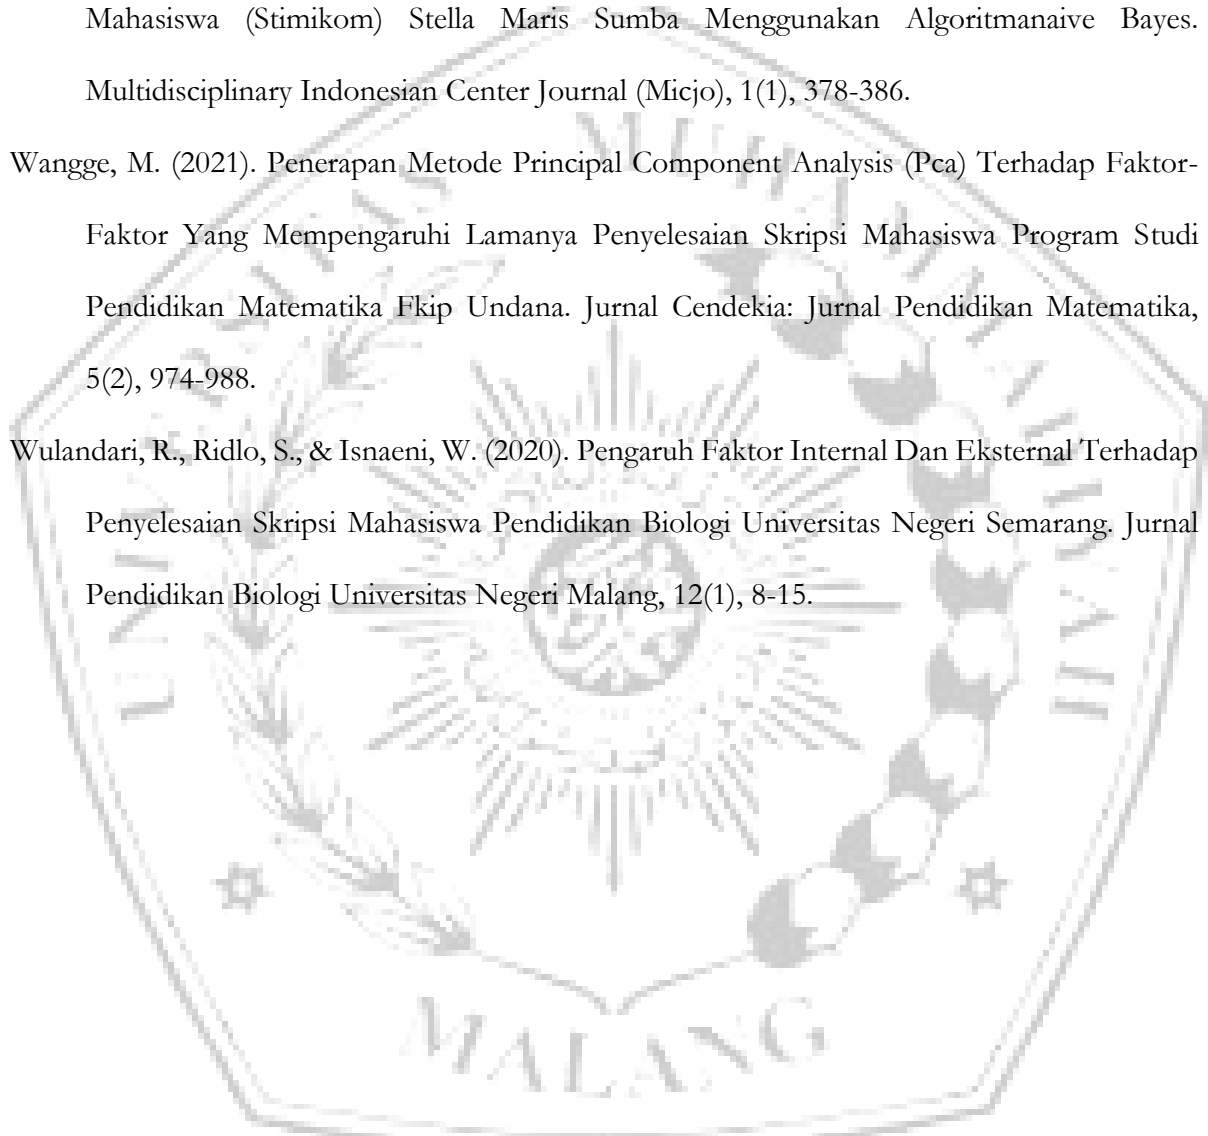 Mahasiswa (Stimikom) Stella Maris Sumba Menggunakan Algoritmanaive Bayes.
Multidisciplinary Indonesian Center Journal (Micjo), 1(1), 378-386.
Wangge, M. (2021). Penerapan Metode Principal Component Analysis (Pca) Terhadap Faktor-
Faktor Yang Mempengaruhi Lamanya Penyelesaian Skripsi Mahasiswa Program Studi
Pendidikan Matematika Fkip Undana. Jurnal Cendekia: Jurnal Pendidikan Matematika,
5(2), 974-988.
Wulandari, R., Ridlo, S., & Isnaeni, W. (2020). Pengaruh Faktor Internal Dan Eksternal Terhadap
Penyelesaian Skripsi Mahasiswa Pendidikan Biologi Universitas Negeri Semarang. Jurnal
Pendidikan Biologi Universitas Negeri Malang, 12(1), 8-15.
UNIVERSITAS MUHAMMADIYAH
MALANG